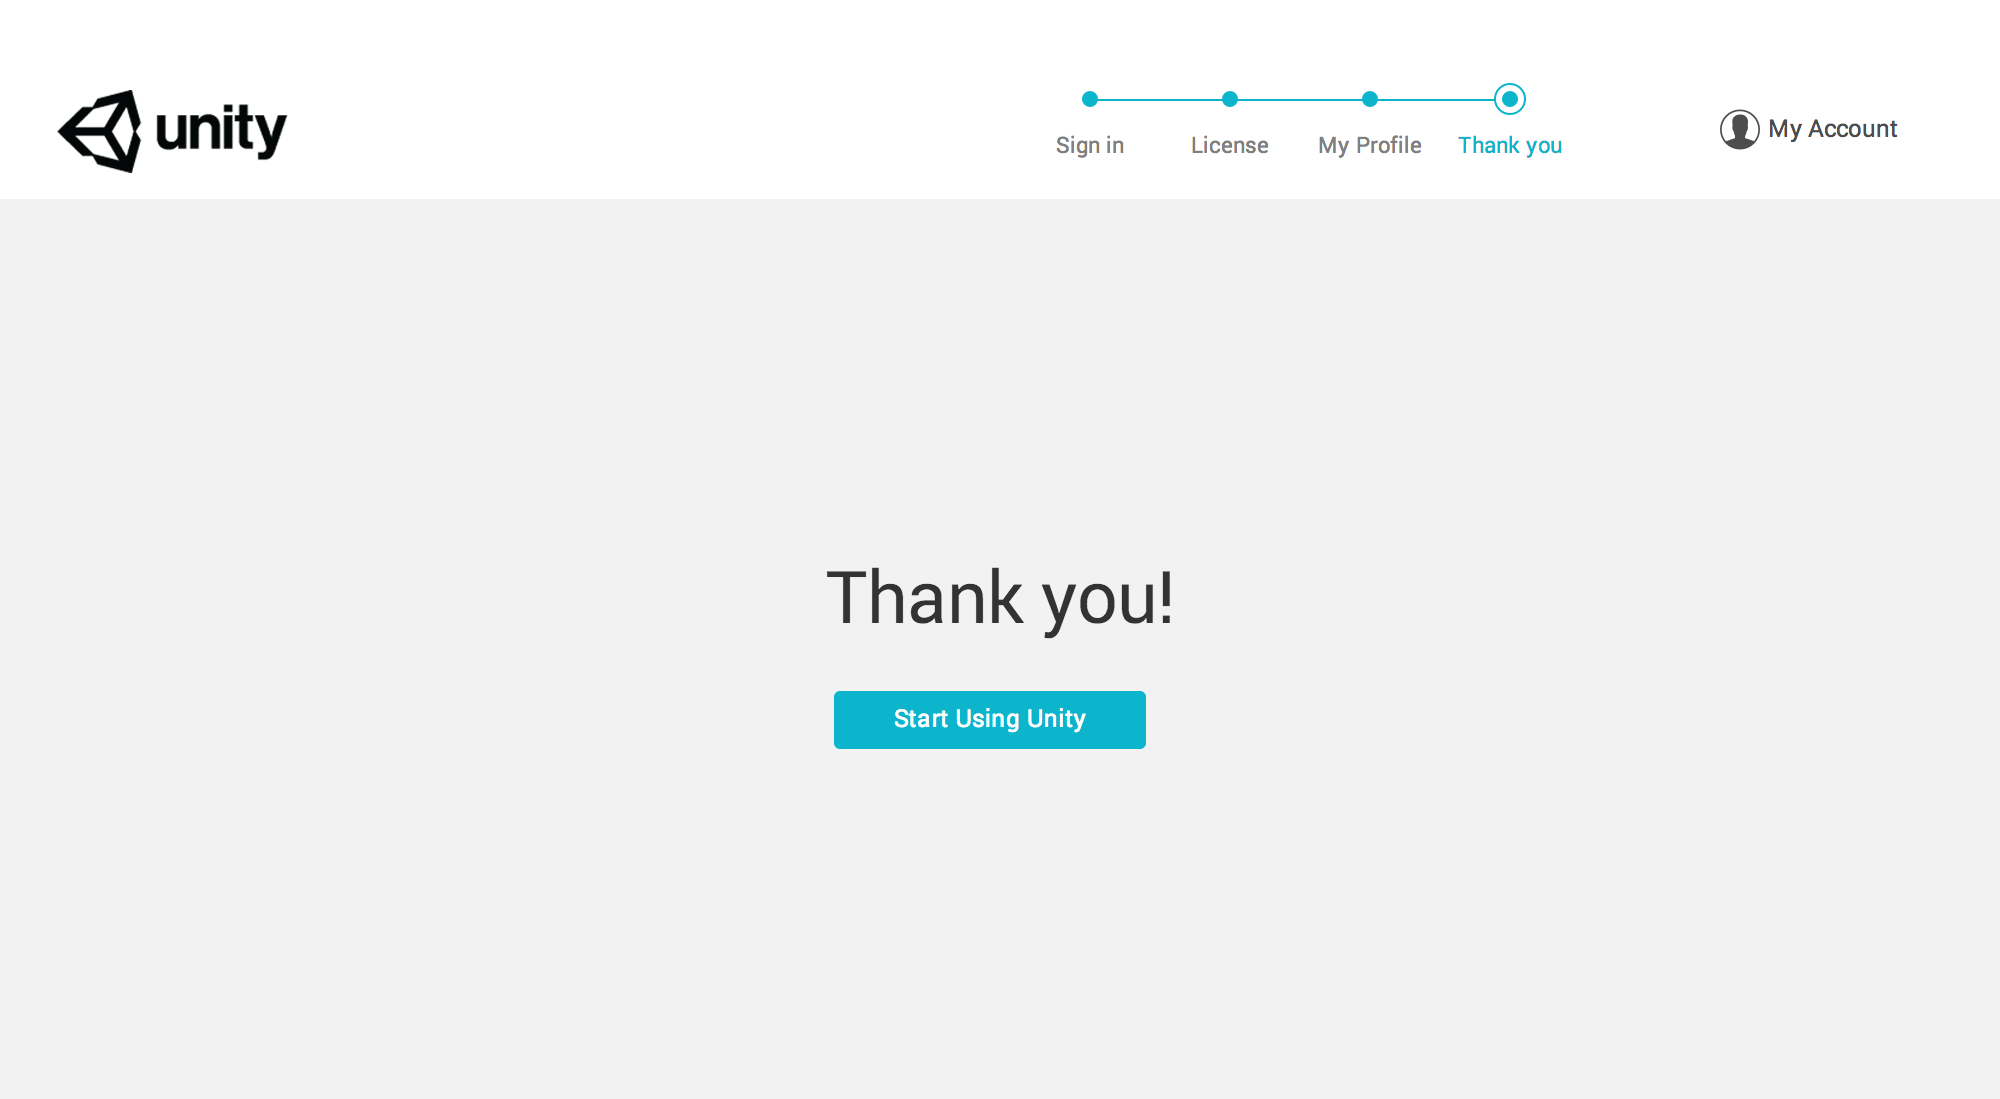 unity
Sign in
License
My Profile
Thank you
My Account
Thank you!
Start Using Unity